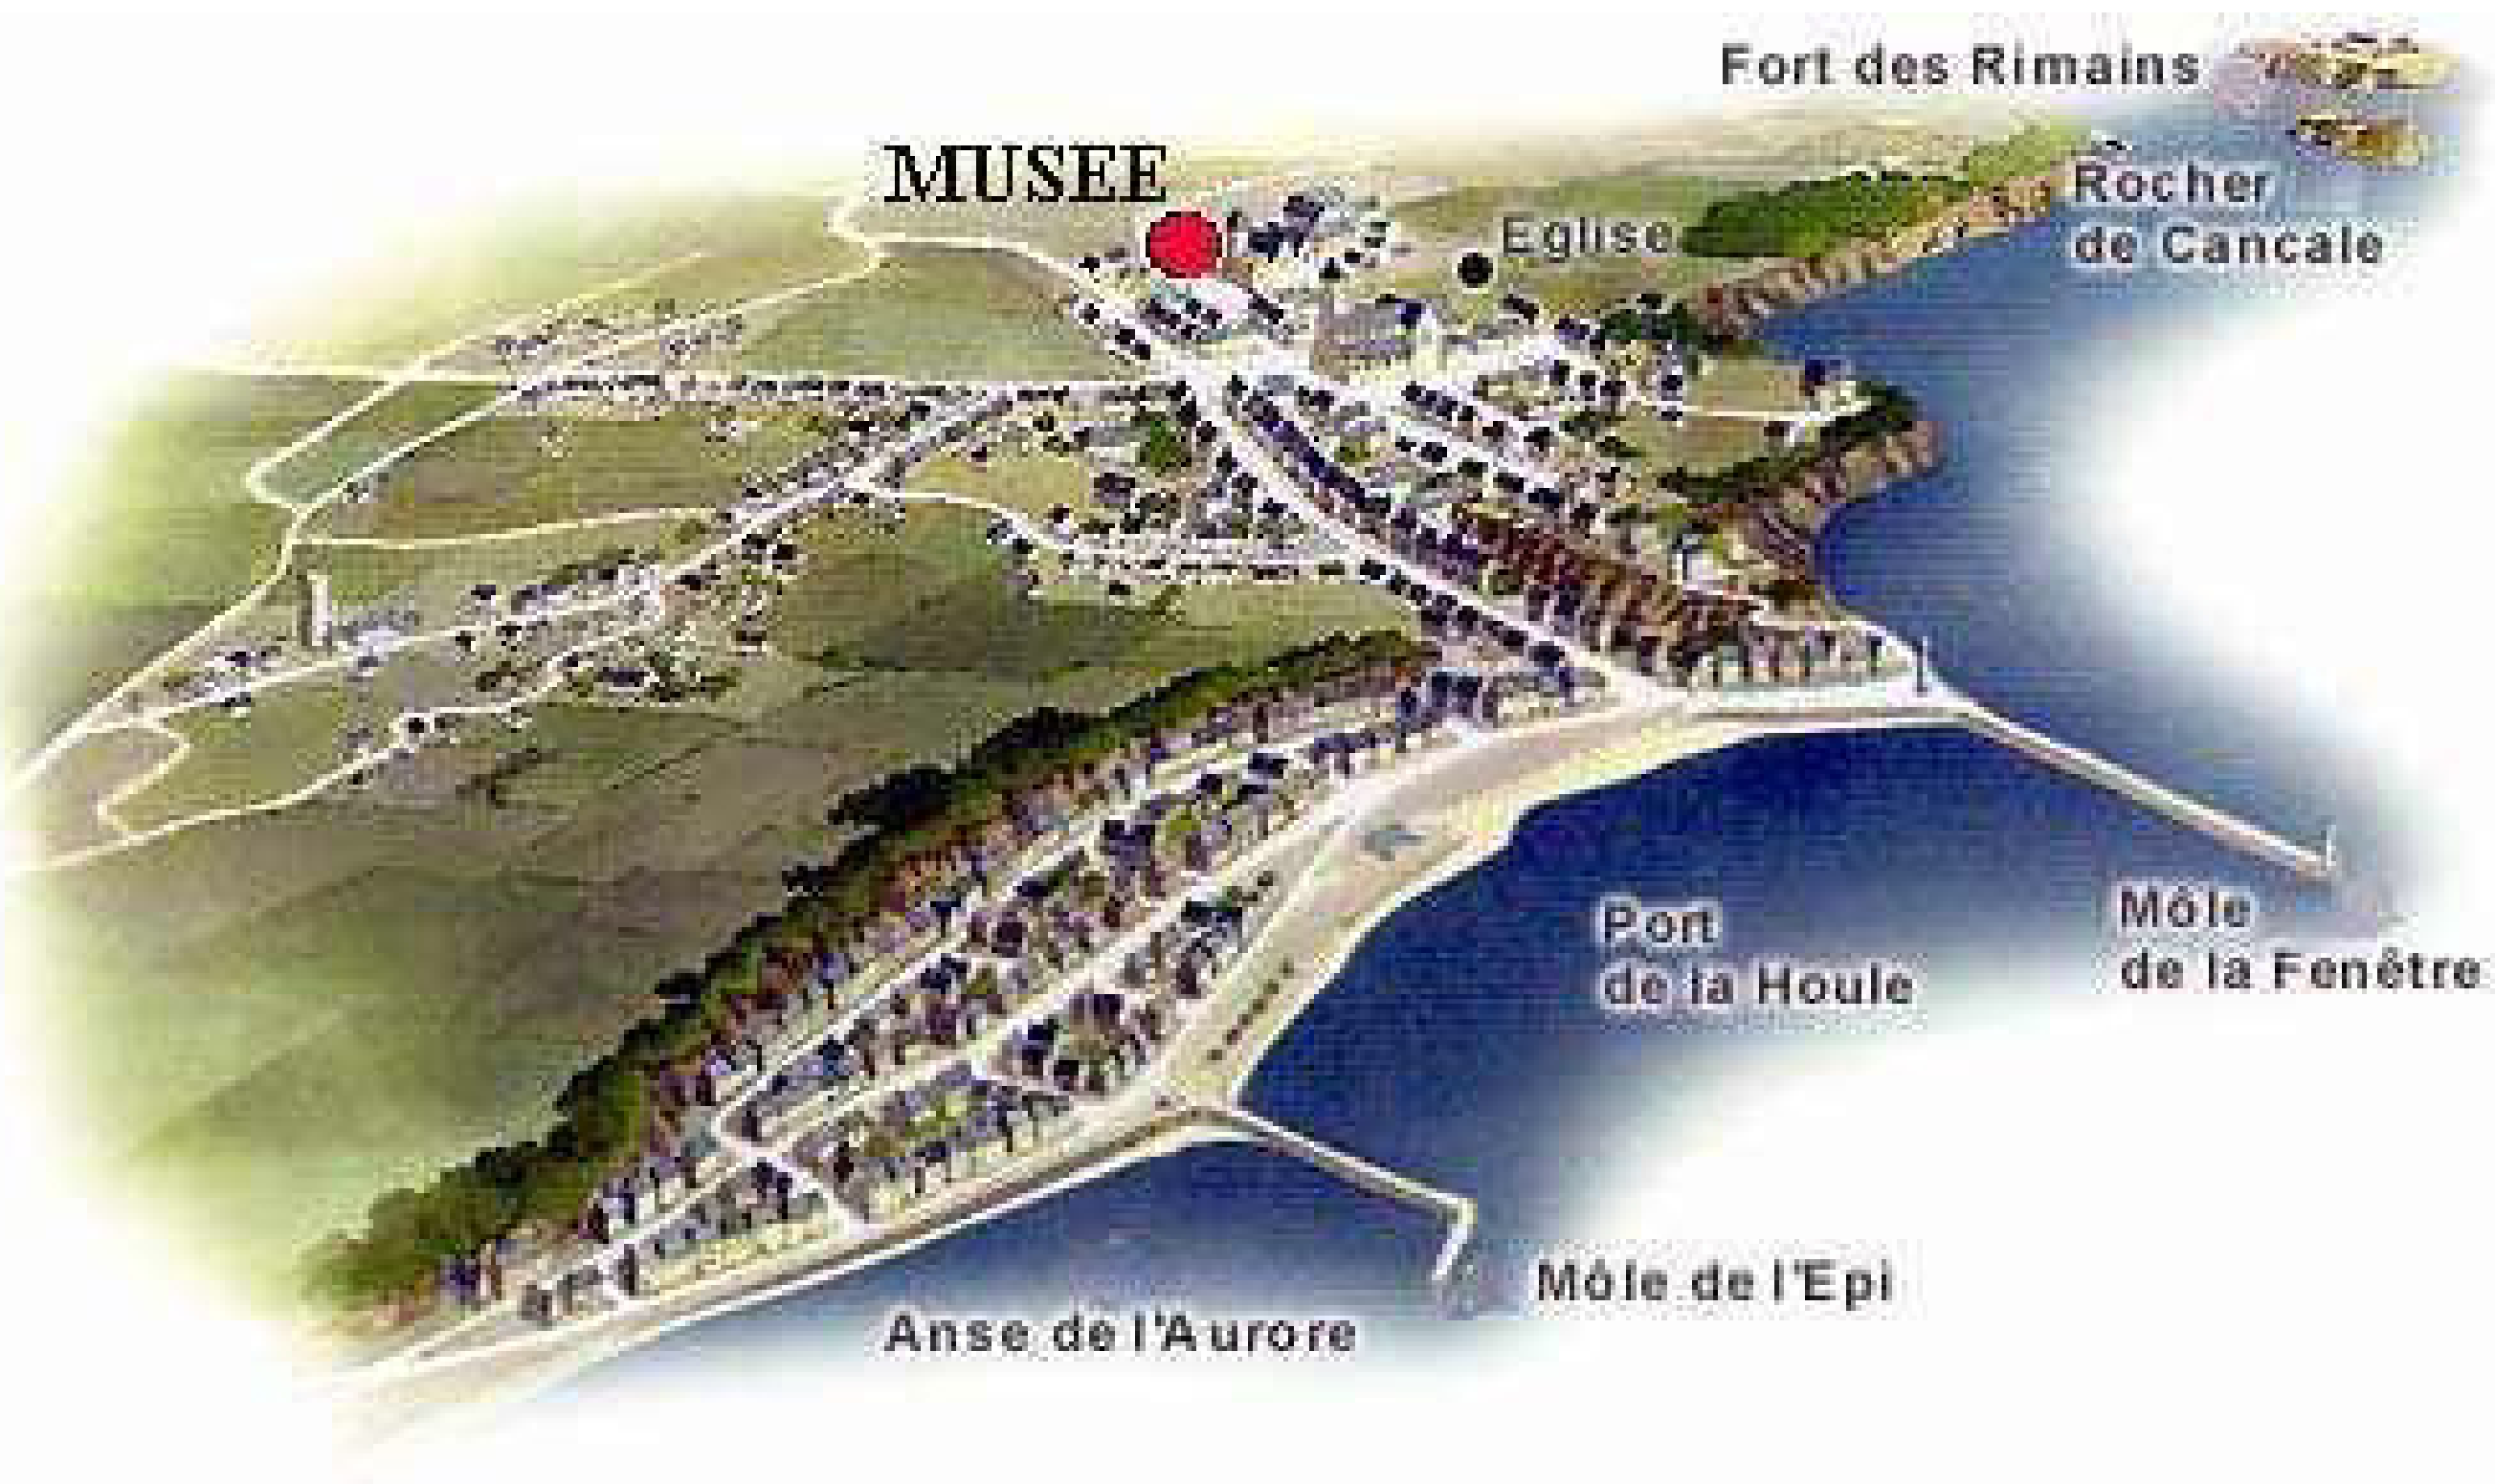 Fort des Rimains
MUSEE
Rocher
de Cancale
Eglise
Port
de la Houle
Môle
de la Fenêtre
Môle de l'Epi
Anse de l'Aurore